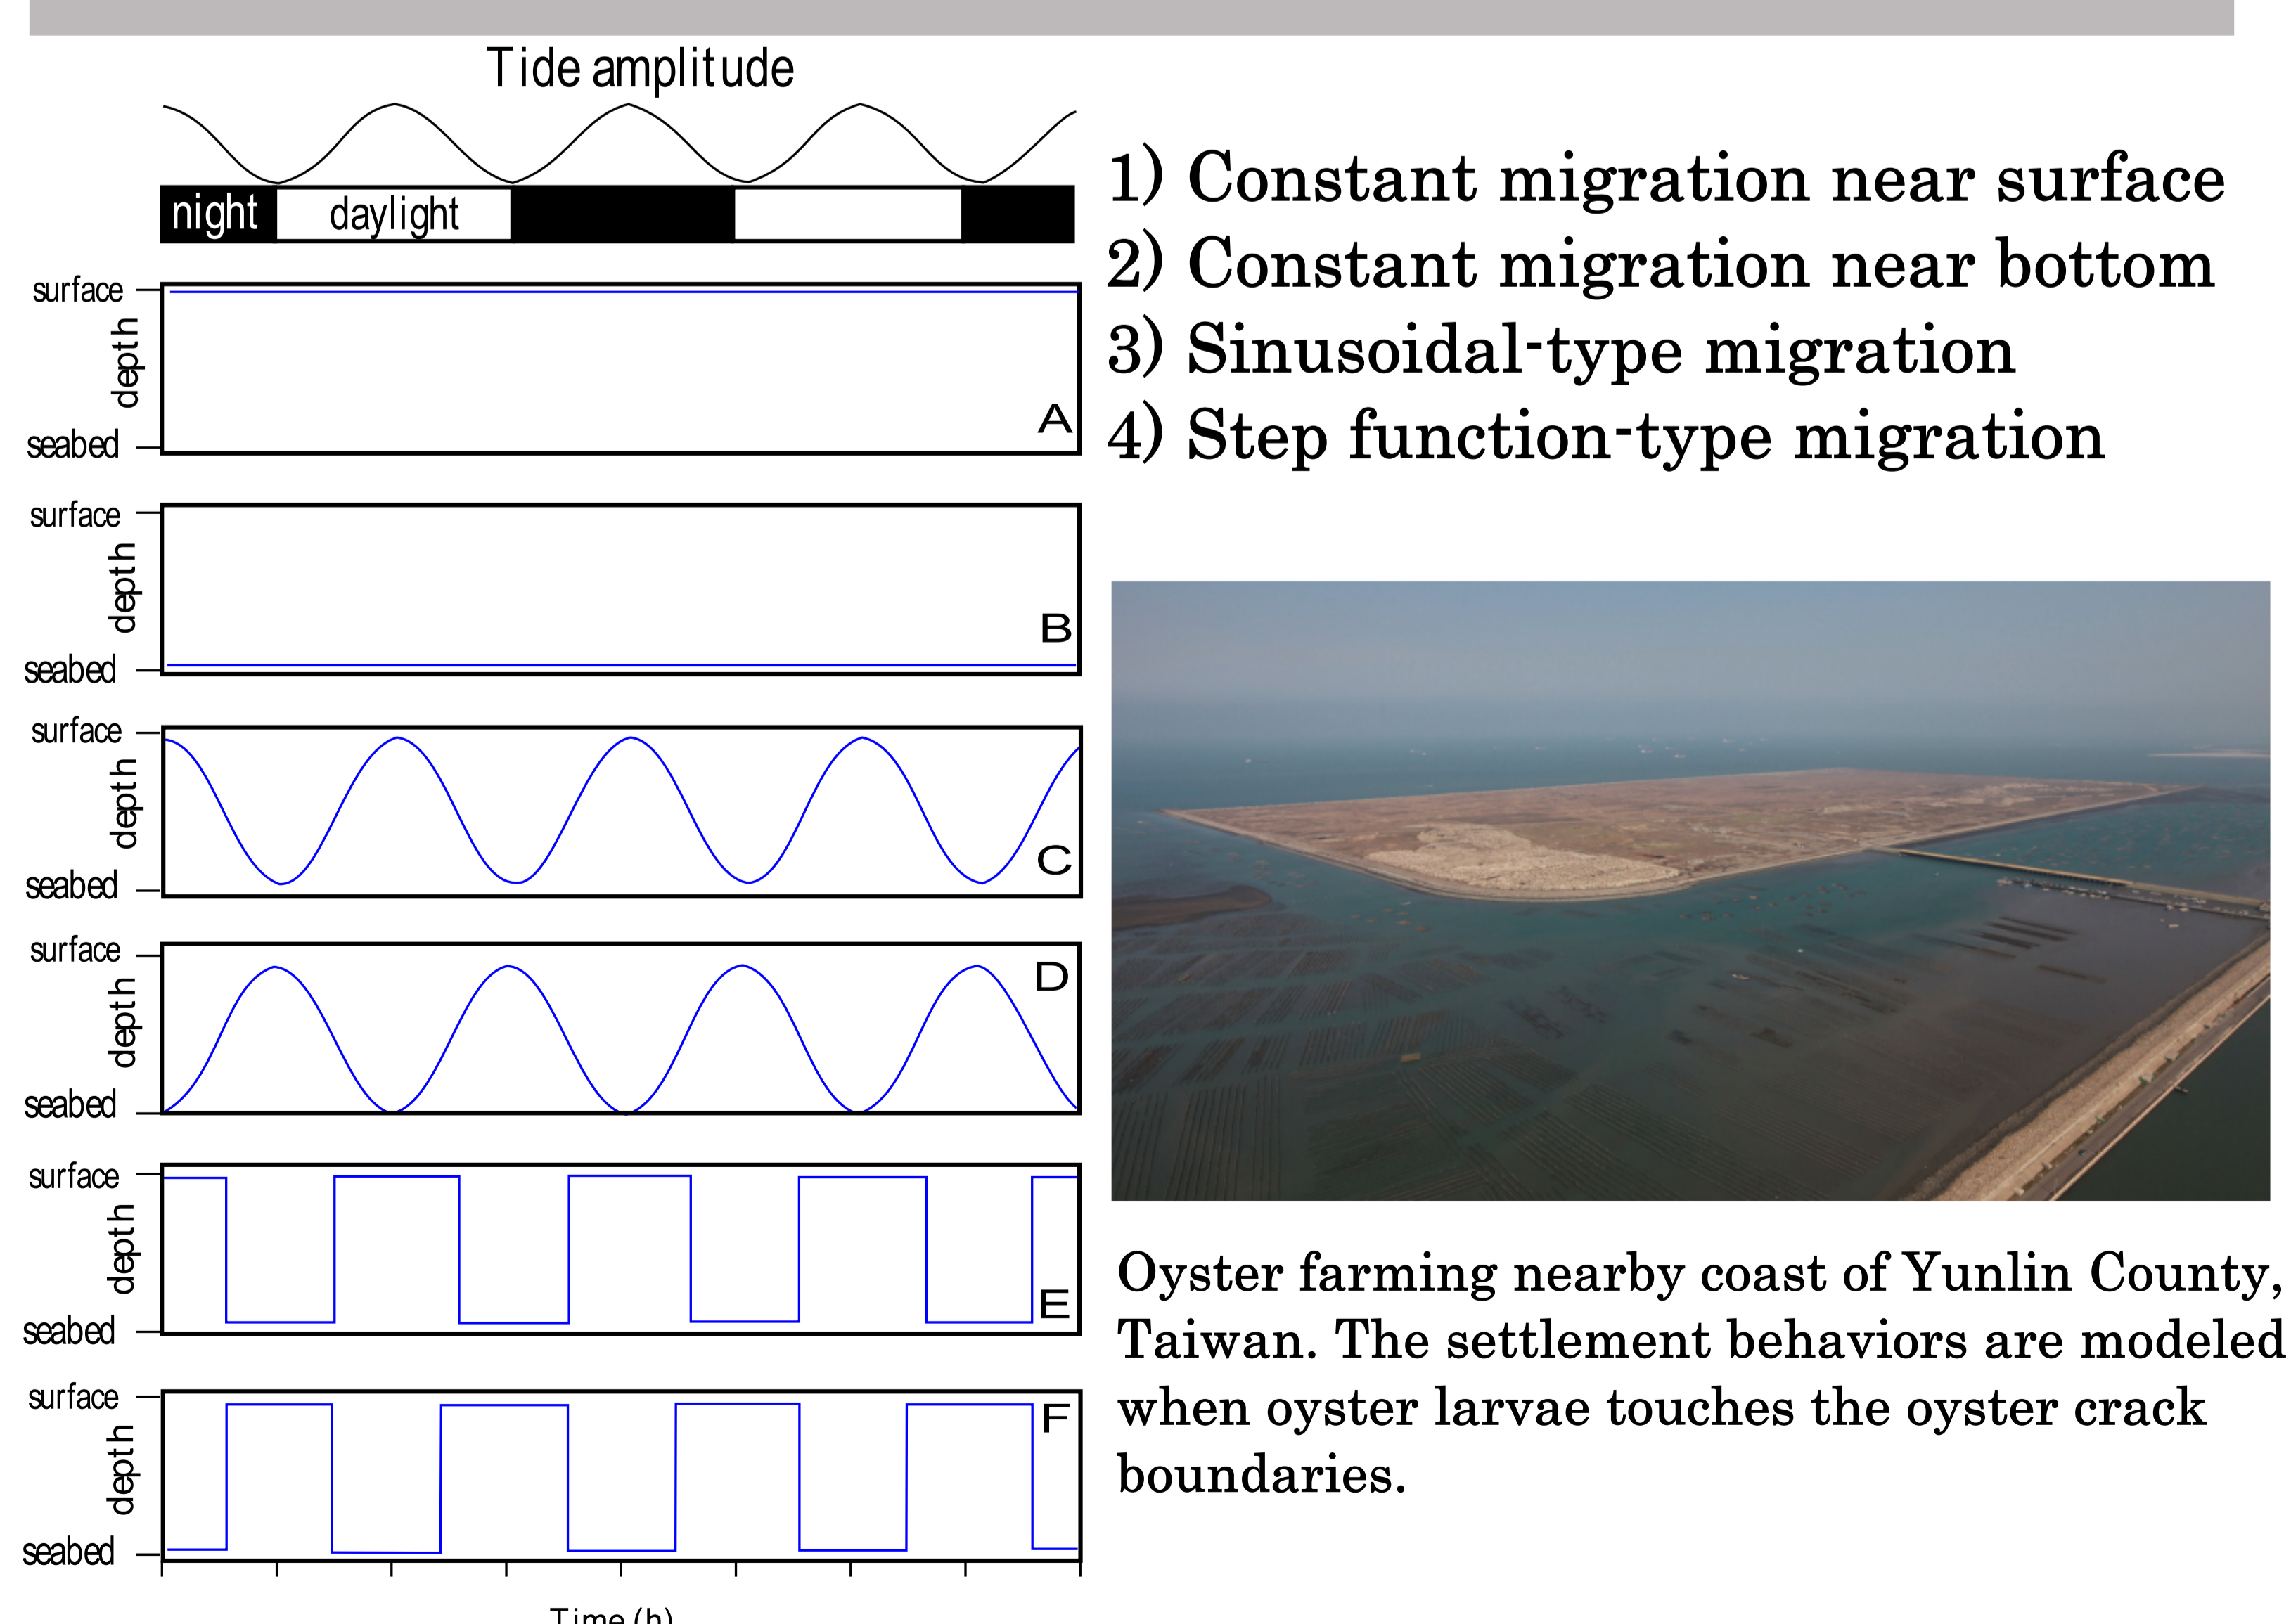 Tide amplitude
night
daylight
surface
depth
seabed
A
surface
depth
seabed
B
surface
depth
seabed
C
surface
depth
seabed
D
surface
depth
seabed
E
surface
depth
seabed
F
Time (h)
1) Constant migration near surface
2) Constant migration near bottom
3) Sinusoidal-type migration
4) Step function-type migration
Oyster farming nearby coast of Yunlin County,
Taiwan. The settlement behaviors are modeled
when oyster larvae touches the oyster crack
boundaries.